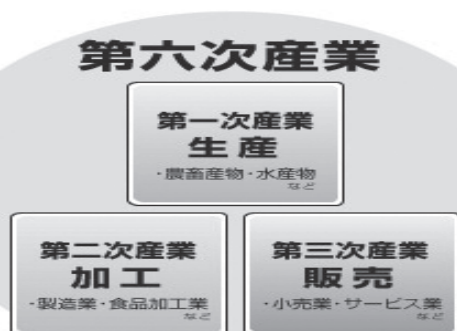 第六次産業
第一次産業
生産
・農畜産物・水産物
など
第二次産業
加工
・製造業・食品加工業
など
第三次産業
販売
・小売業・サービス業
など